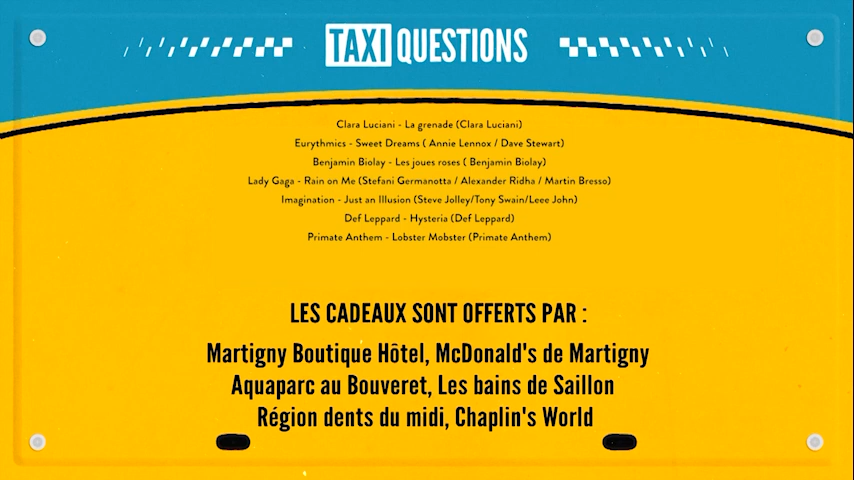 TAXI QUESTIONS
Clara Luciani - La grenade (Clara Luciani)
Eurythmics - Sweet Dreams ( Annie Lennox / Dave Stewart)
Benjamin Biolay - Les joues roses ( Benjamin Biolay)
Lady Gaga - Rain on Me (Stefani Germanotta / Alexander Ridha / Martin Bresso)
Imagination - Just an Illusion (Steve Jolley/Tony Swain/Leee John)
Def Leppard - Hysteria (Def Leppard)
Primate Anthem - Lobster Mobster (Primate Anthem)
LES CADEAUX SONT OFFERTS PAR :
Martigny Boutique Hôtel, McDonald's de Martigny
Aquaparc au Bouveret, Les bains de Saillon
Région dents du midi, Chaplin's World